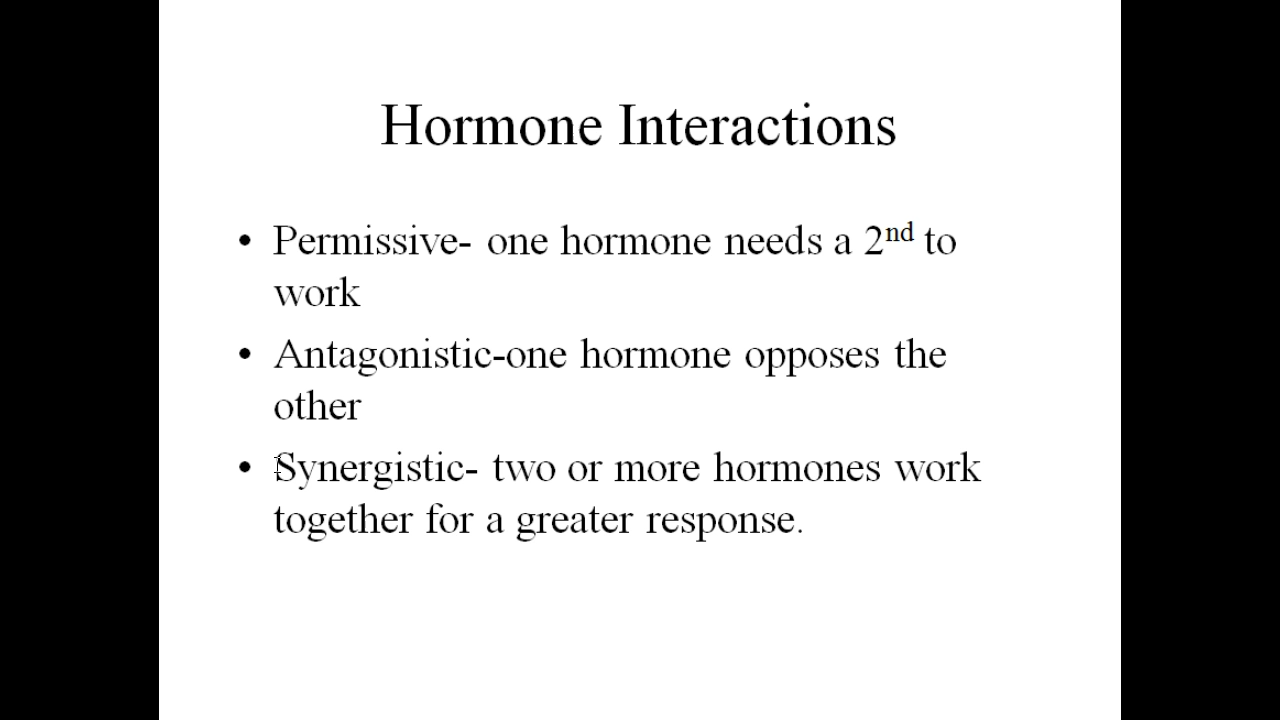 Hormone Interactions
• Permissive- one hormone needs a 2nd to
work
• Antagonistic-one hormone opposes the
other
• Synergistic- two or more hormones work
together for a greater response.